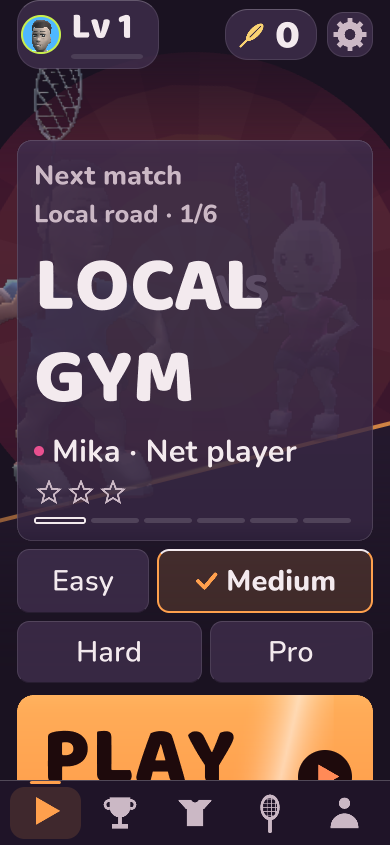 Lv 1
0
Next match
Local road · 1/6
VS
LOCAL
GYM
Mika · Net player
Easy
Medium
Hard
Pro
PLAY